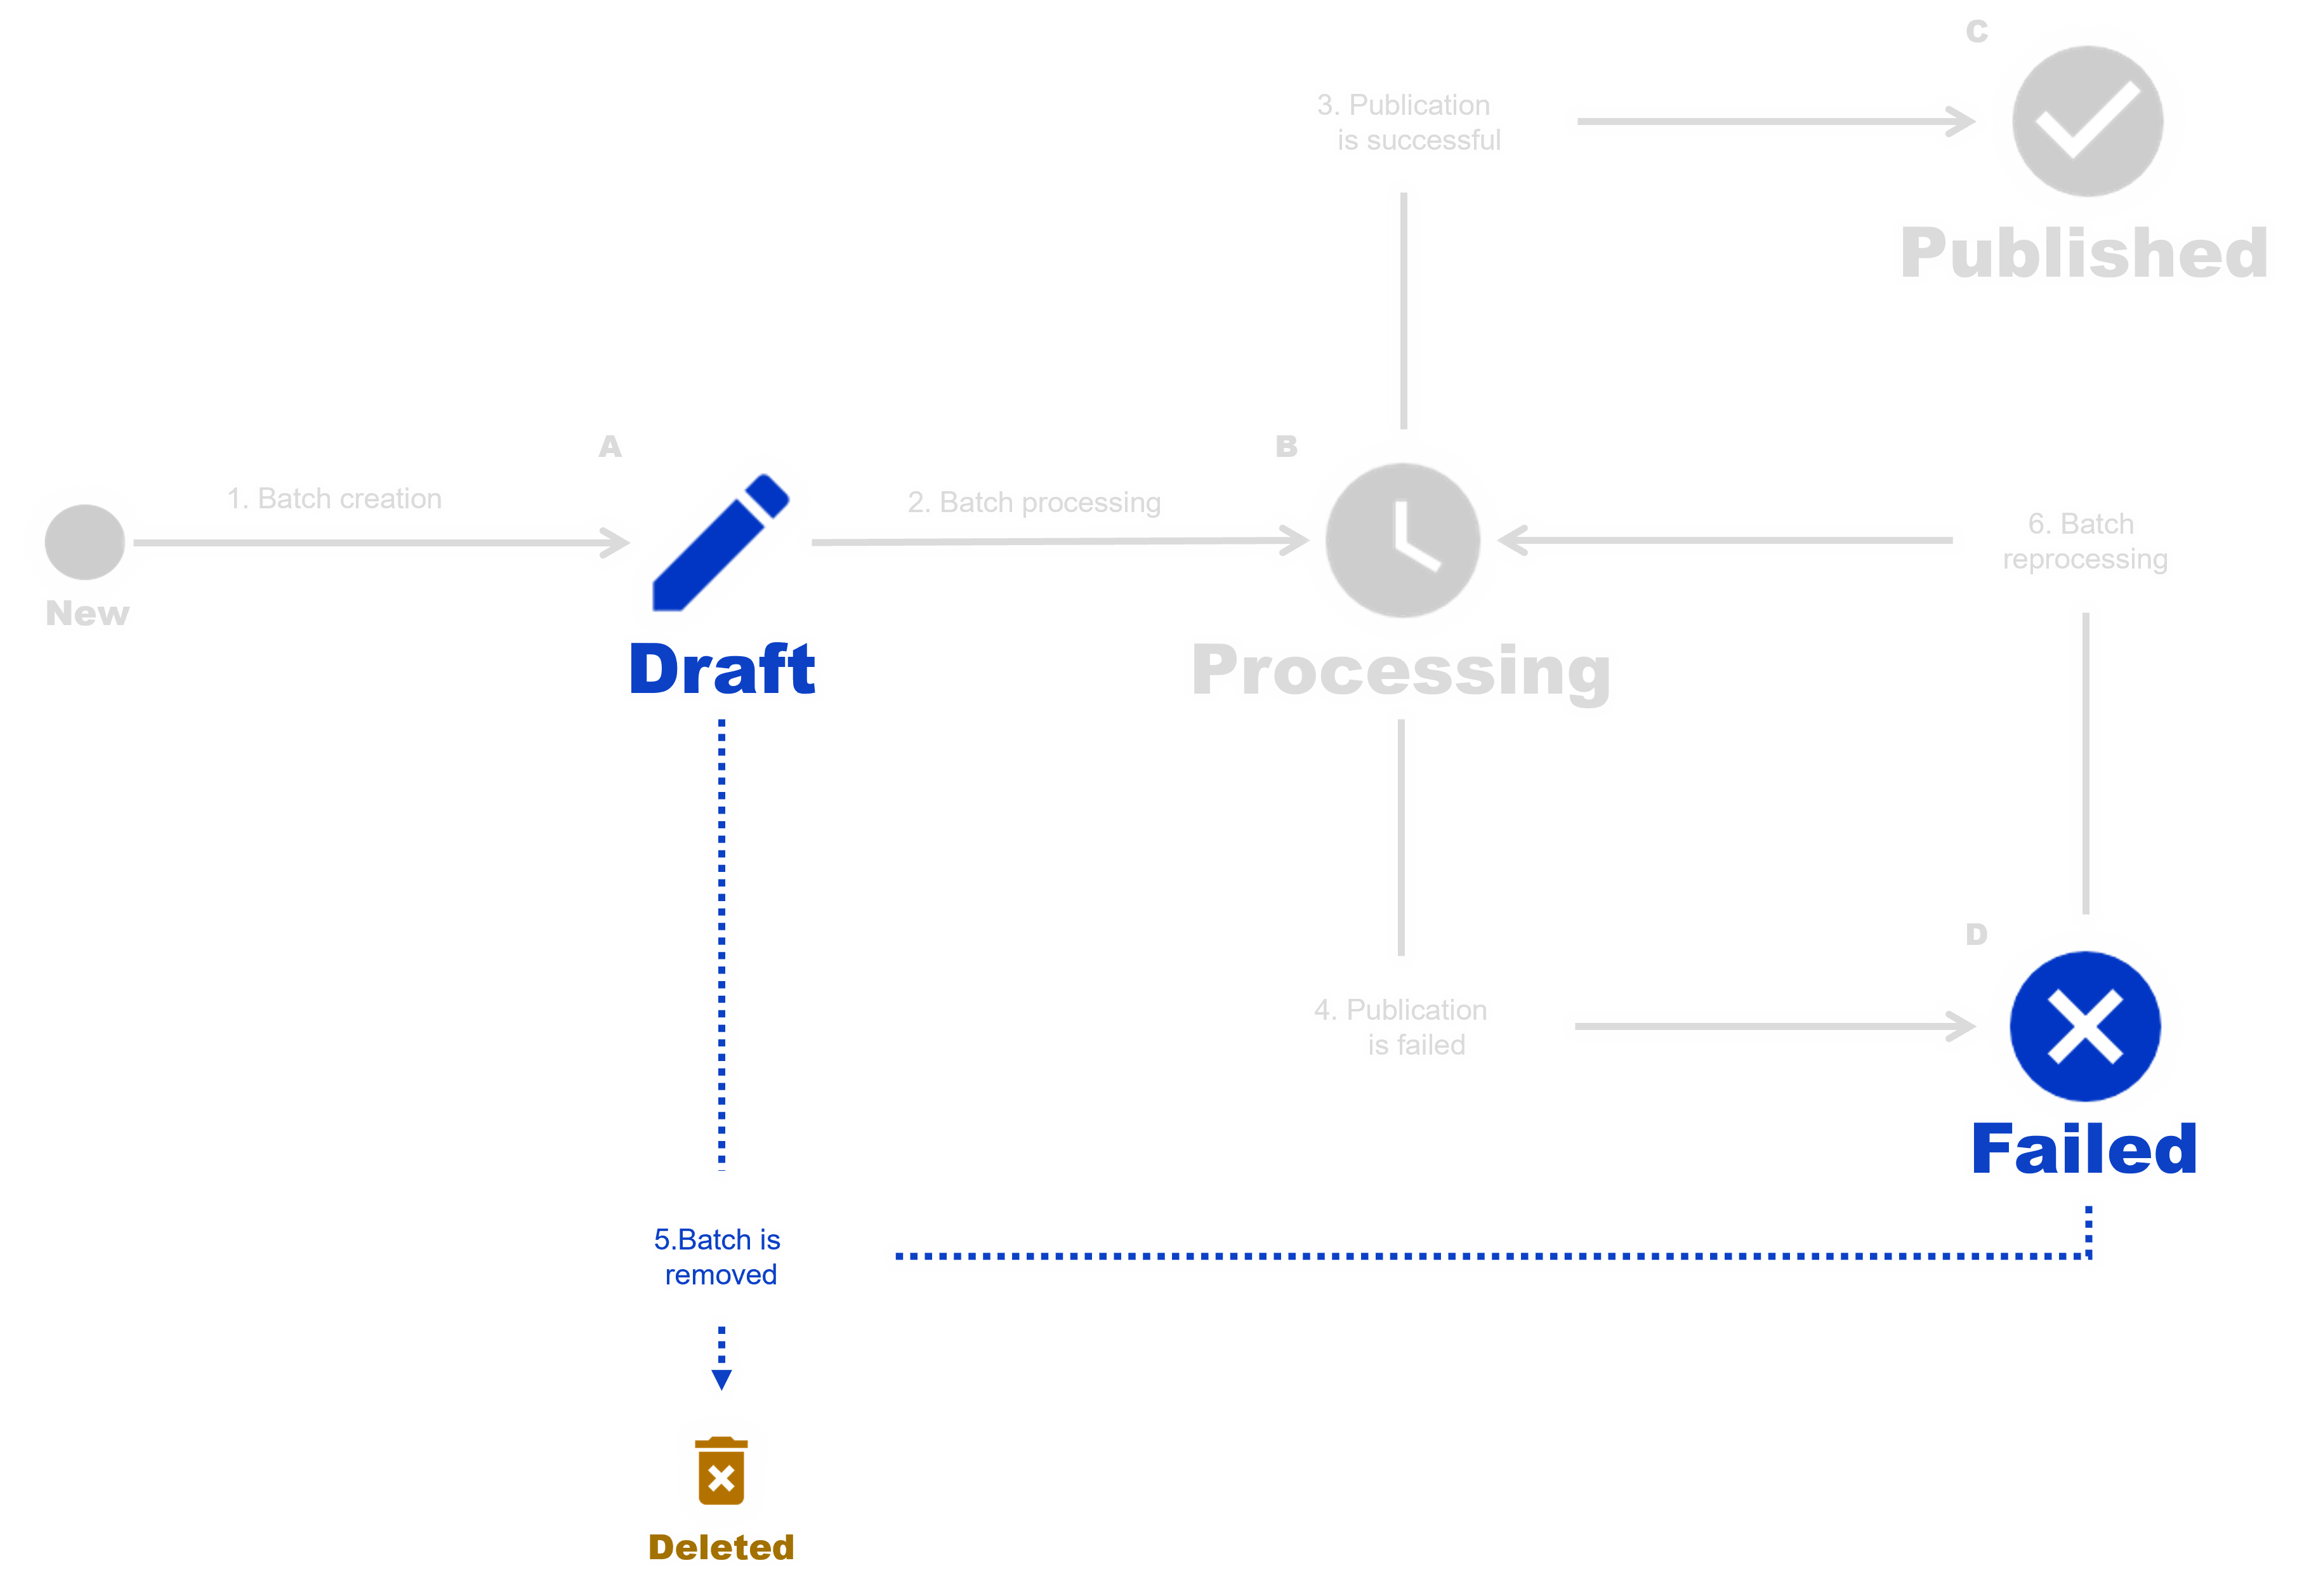 C
3. Publication
is successful
Published
A
B
1. Batch creation
2. Batch processing
6. Batch
reprocessing
New
Draft
Processing
D
4. Publication
is failed
Failed
5.Batch is
removed
Deleted